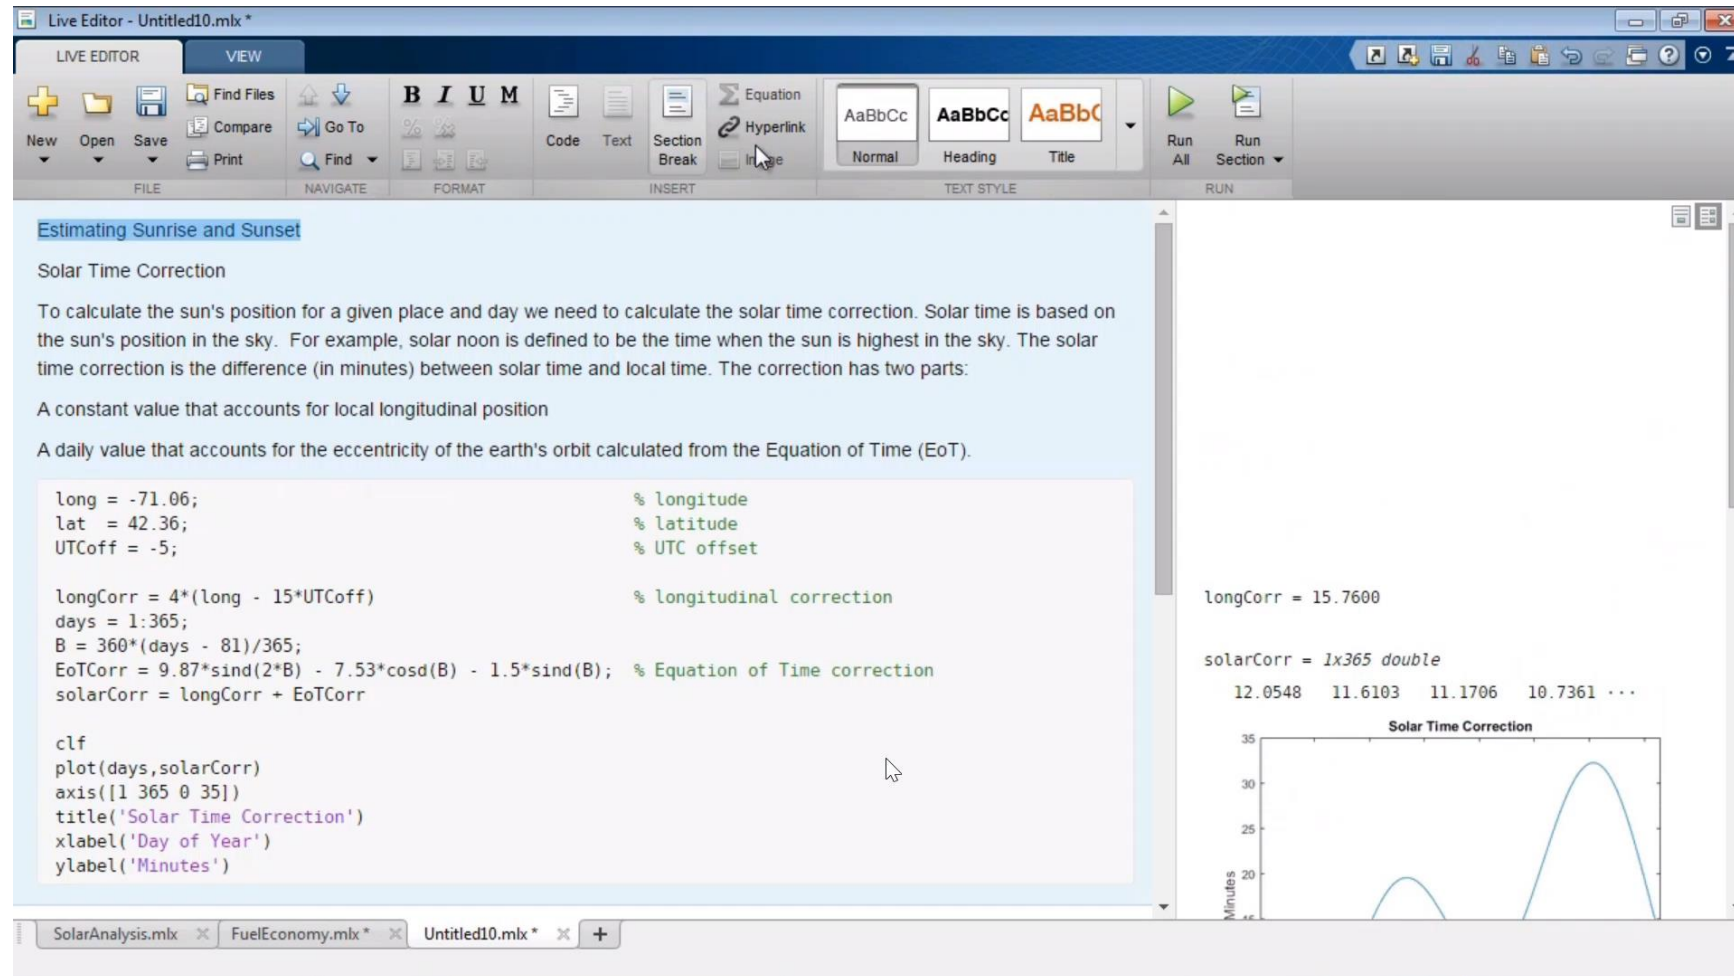 Live Editor - Untitled10.mlx *
LIVE EDITOR VIEW
New Open Save
Find Files
Compare
Print
FILE
Go To
Find
NAVIGATE
B I U M
FORMAT
Code Text Section Break
Equation
Hyperlink
INSERT
AaBbCc AaBbCc AaBbC
Normal Heading Title
TEXT STYLE
Run All Run Section
RUN
Estimating Sunrise and Sunset
Solar Time Correction
To calculate the sun's position for a given place and day we need to calculate the solar time correction. Solar time is based on
the sun's position in the sky.  For example, solar noon is defined to be the time when the sun is highest in the sky. The solar
time correction is the difference (in minutes) between solar time and local time. The correction has two parts:
A constant value that accounts for local longitudinal position
A daily value that accounts for the eccentricity of the earth's orbit calculated from the Equation of Time (EoT).
long = -71.06; % longitude
lat  = 42.36; % latitude
UTCoff = -5; % UTC offset
longCorr = 4*(long - 15*UTCoff) % longitudinal correction
days = 1:365;
B = 360*(days - 81)/365;
EoTCorr = 9.87*sind(2*B) - 7.53*cosd(B) - 1.5*sind(B); % Equation of Time correction
solarCorr = longCorr + EoTCorr
clf
plot(days,solarCorr)
axis([1 365 0 35])
title('Solar Time Correction')
xlabel('Day of Year')
ylabel('Minutes')
longCorr = 15.7600
solarCorr = 1x365 double
12.0548 11.6103 11.1706 10.7361 ···
Solar Time Correction
35
30
25
20
Minutes
SolarAnalysis.mlx FuelEconomy.mlx * Untitled10.mlx * +